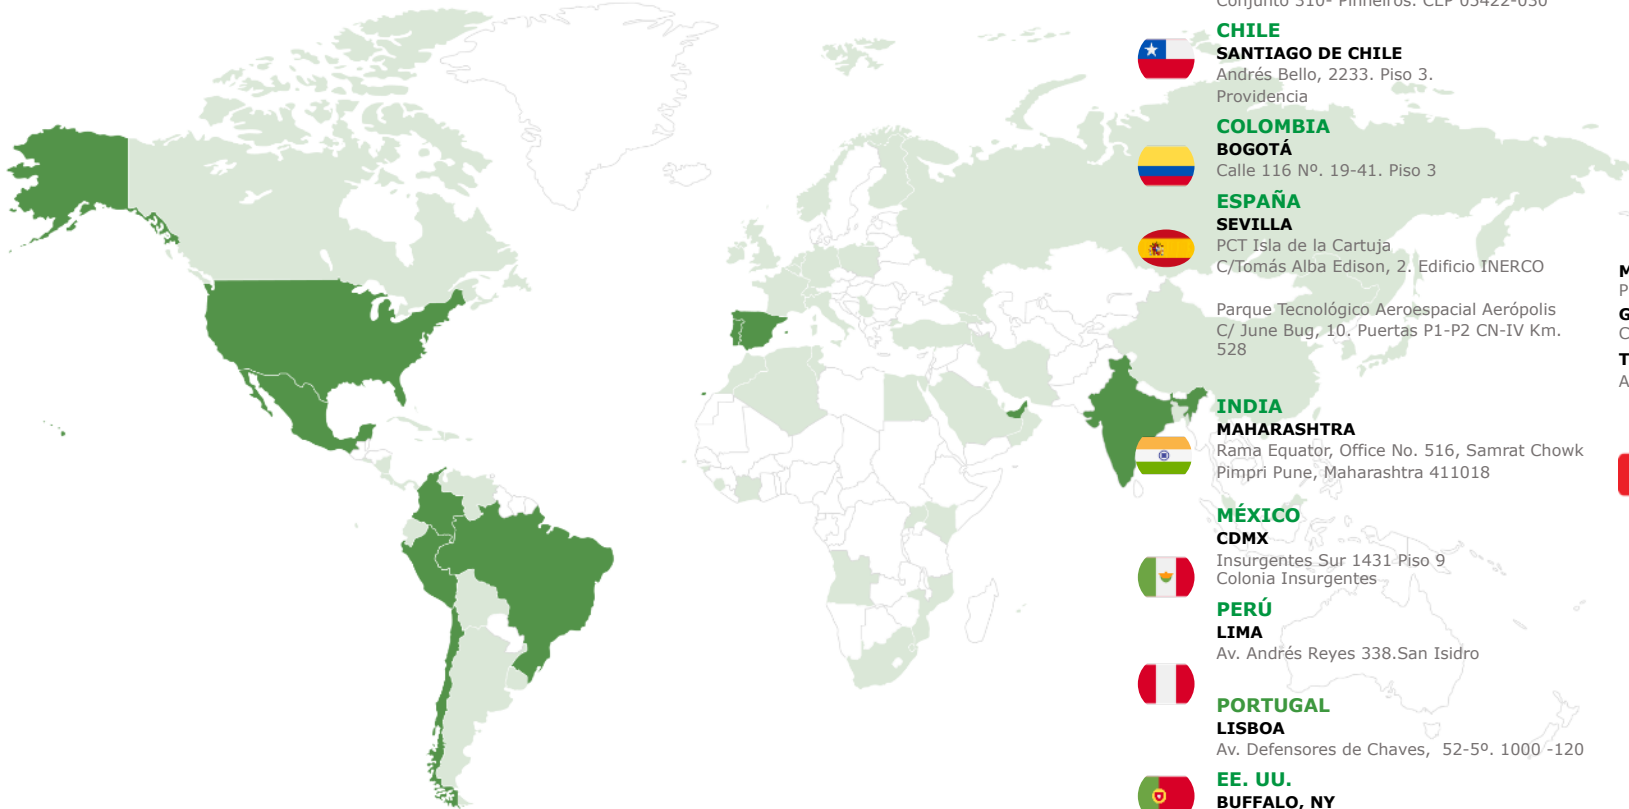 Conjunto 310- Pinheiros. CEP 05422-030
CHILE
SANTIAGO DE CHILE
Andrés Bello, 2233. Piso 3.
Providencia
COLOMBIA
BOGOTÁ
Calle 116 Nº. 19-41. Piso 3
ESPAÑA
SEVILLA
PCT Isla de la Cartuja
C/Tomás Alba Edison, 2. Edificio INERCO
Parque Tecnológico Aeroespacial Aerópolis
C/ June Bug, 10. Puertas P1-P2 CN-IV Km.
528
INDIA
MAHARASHTRA
Rama Equator, Office No. 516, Samrat Chowk
Pimpri Pune, Maharashtra 411018
MÉXICO
CDMX
Insurgentes Sur 1431 Piso 9
Colonia Insurgentes
PERÚ
LIMA
Av. Andrés Reyes 338.San Isidro
PORTUGAL
LISBOA
Av. Defensores de Chaves, 52-5º. 1000 -120
EE. UU.
BUFFALO, NY